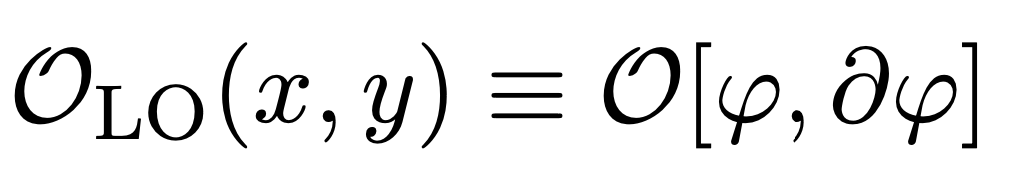 𝒪_LO(x, y) ≡ 𝒪[φ, ∂φ]